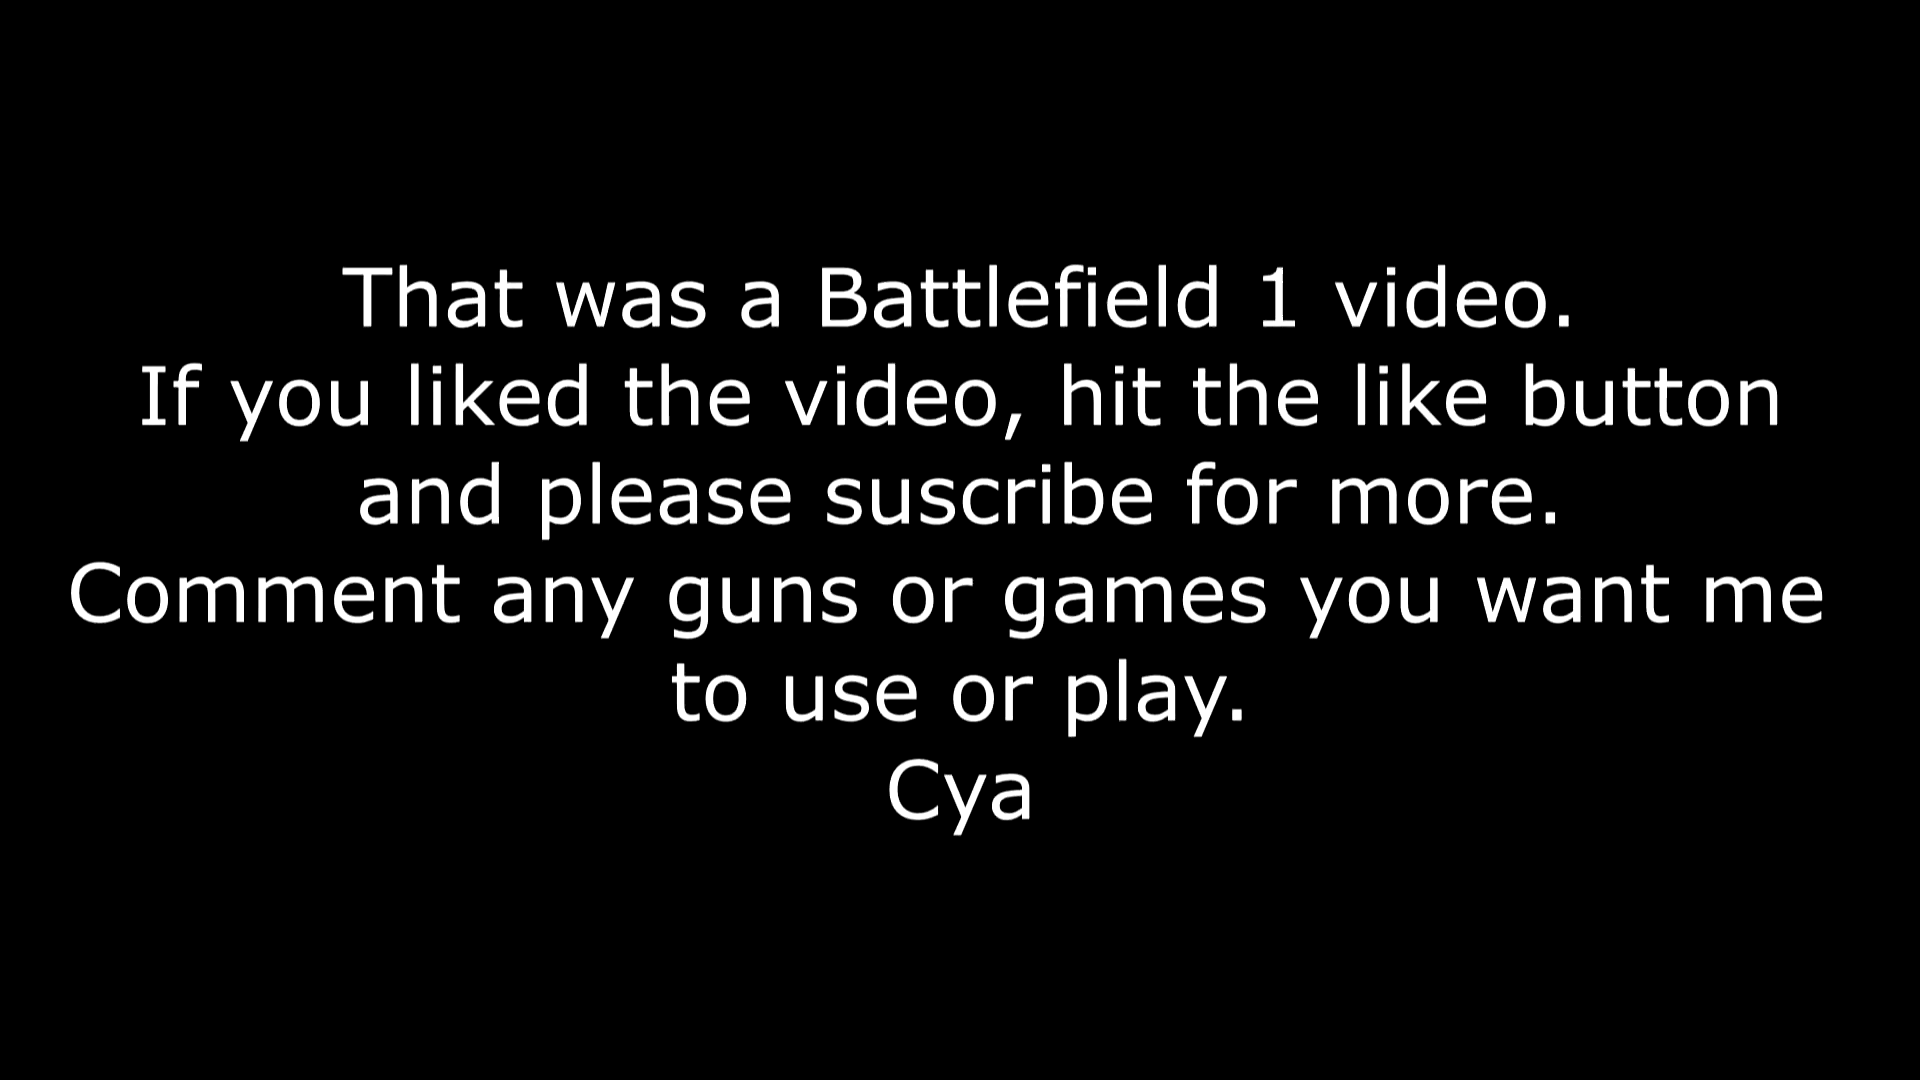 That was a Battlefield 1 video.
If you liked the video, hit the like button
and please suscribe for more.
Comment any guns or games you want me
to use or play.
Cya